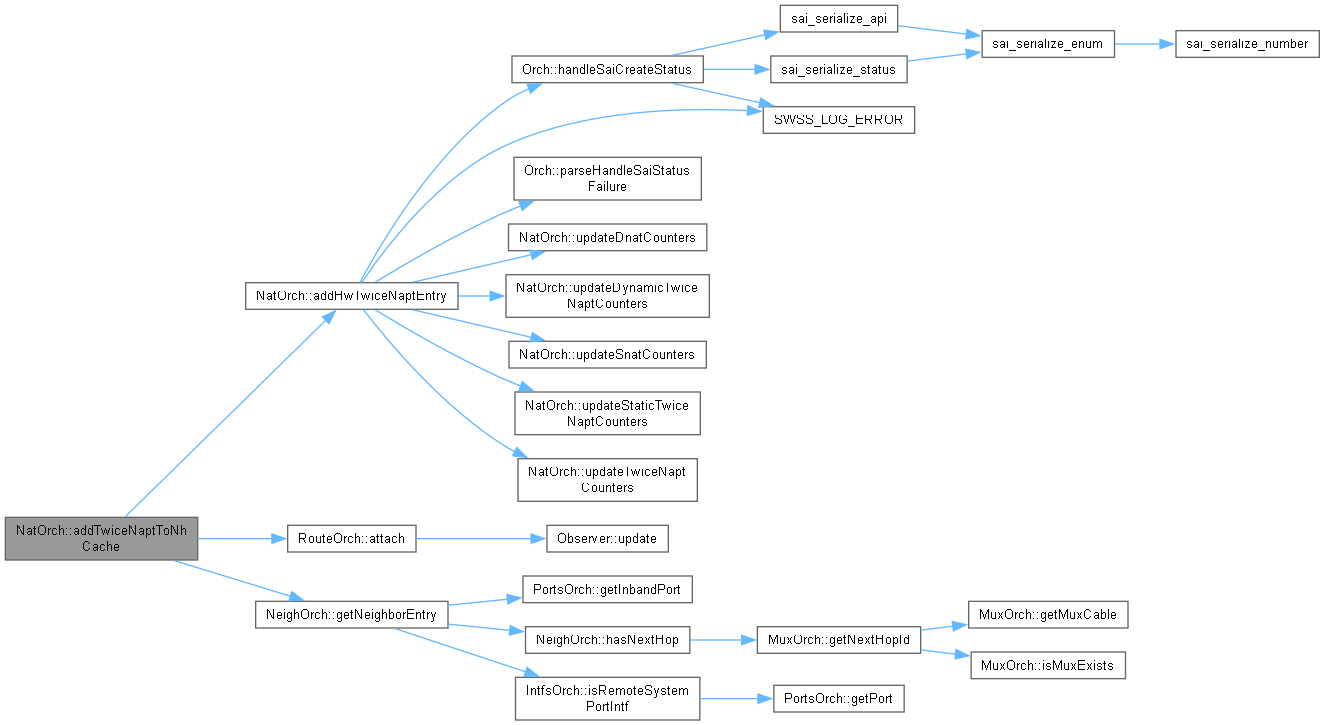 sai_serialize_api
sai_serialize_enum
sai_serialize_number
Orch::handleSaiCreateStatus
sai_serialize_status
SWSS_LOG_ERROR
Orch::parseHandleSaiStatus
Failure
NatOrch::updateDnatCounters
NatOrch::addHwTwiceNaptEntry
NatOrch::updateDynamicTwice
NaptCounters
NatOrch::updateSnatCounters
NatOrch::updateStaticTwice
NaptCounters
NatOrch::updateTwiceNapt
Counters
NatOrch::addTwiceNaptToNh
Cache
RouteOrch::attach
Observer::update
NeighOrch::getNeighborEntry
PortsOrch::getInbandPort
NeighOrch::hasNextHop
MuxOrch::getNextHopId
MuxOrch::getMuxCable
MuxOrch::isMuxExists
IntfsOrch::isRemoteSystem
PortIntf
PortsOrch::getPort